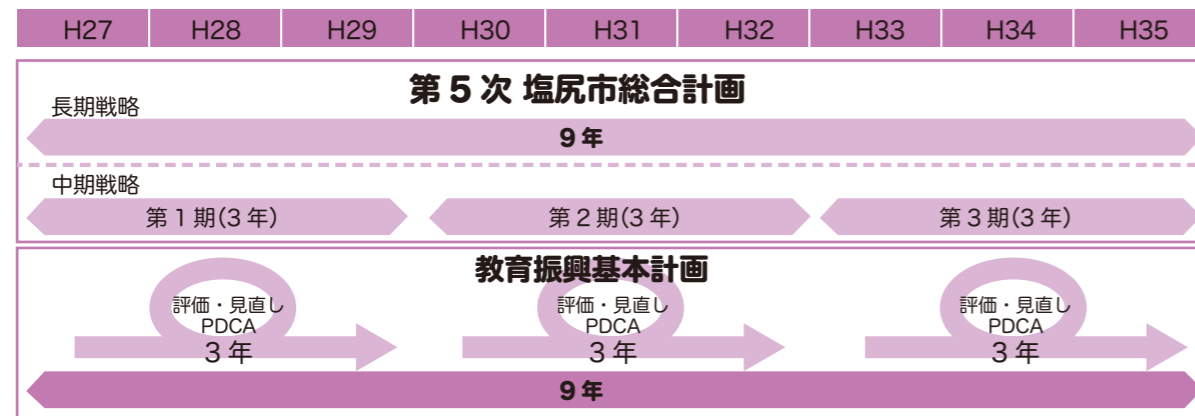 H27 H28 H29 H30 H31 H32 H33 H34 H35
第5次 塩尻市総合計画
長期戦略
9年
中期戦略
第1期(3年) 第2期(3年) 第3期(3年)
教育振興基本計画
評価・見直し 評価・見直し 評価・見直し
PDCA PDCA PDCA
3年 3年 3年
9年